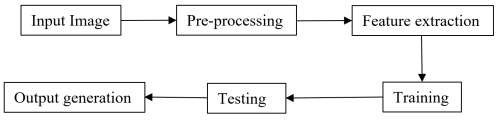 Input Image
Pre-processing
Feature extraction
Training
Testing
Output generation